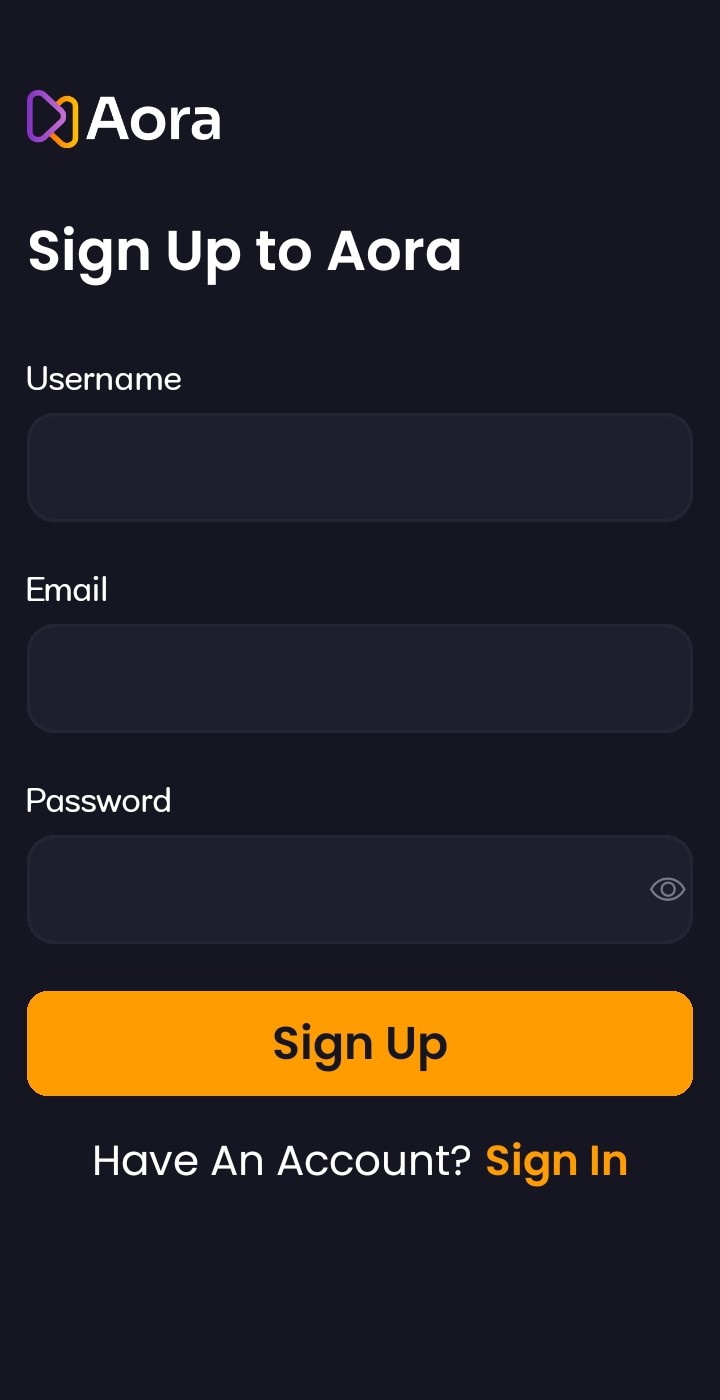 Aora
Sign Up to Aora
Username
Email
Password
Sign Up
Have An Account? Sign In